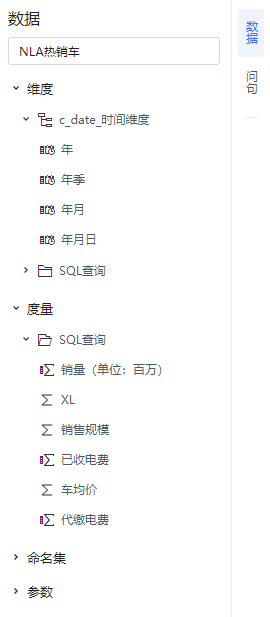 数据
NLA热销车
维度
c_date_时间维度
年
年季
年月
年月日
SQL查询
度量
SQL查询
销量（单位：百万）
XL
销售规模
已收电费
车均价
代缴电费
命名集
参数
数据
问句